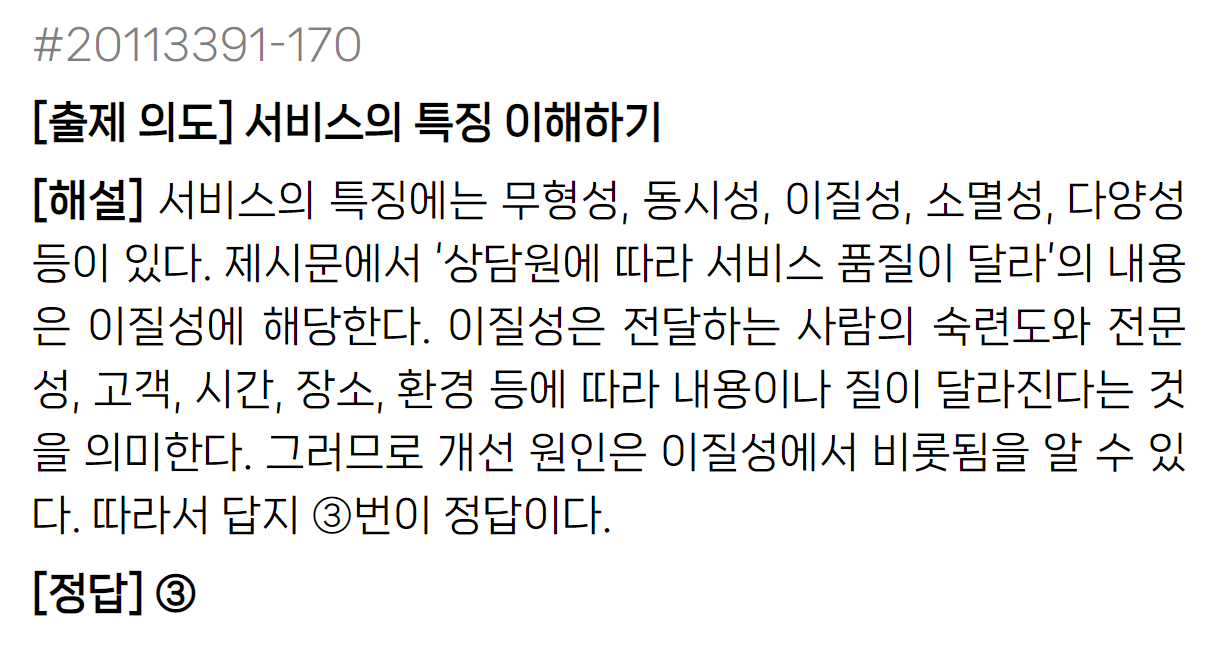 #20113391-170
[출제 의도] 서비스의 특징 이해하기
[해설] 서비스의 특징에는 무형성, 동시성, 이질성, 소멸성, 다양성
등이 있다. 제시문에서 '상담원에 따라 서비스 품질이 달라'의 내용
은 이질성에 해당한다. 이질성은 전달하는 사람의 숙련도와 전문
성, 고객, 시간, 장소, 환경 등에 따라 내용이나 질이 달라진다는 것
을 의미한다. 그러므로 개선 원인은 이질성에서 비롯됨을 알 수 있
다. 따라서 답지 ③번이 정답이다.
[정답] ③